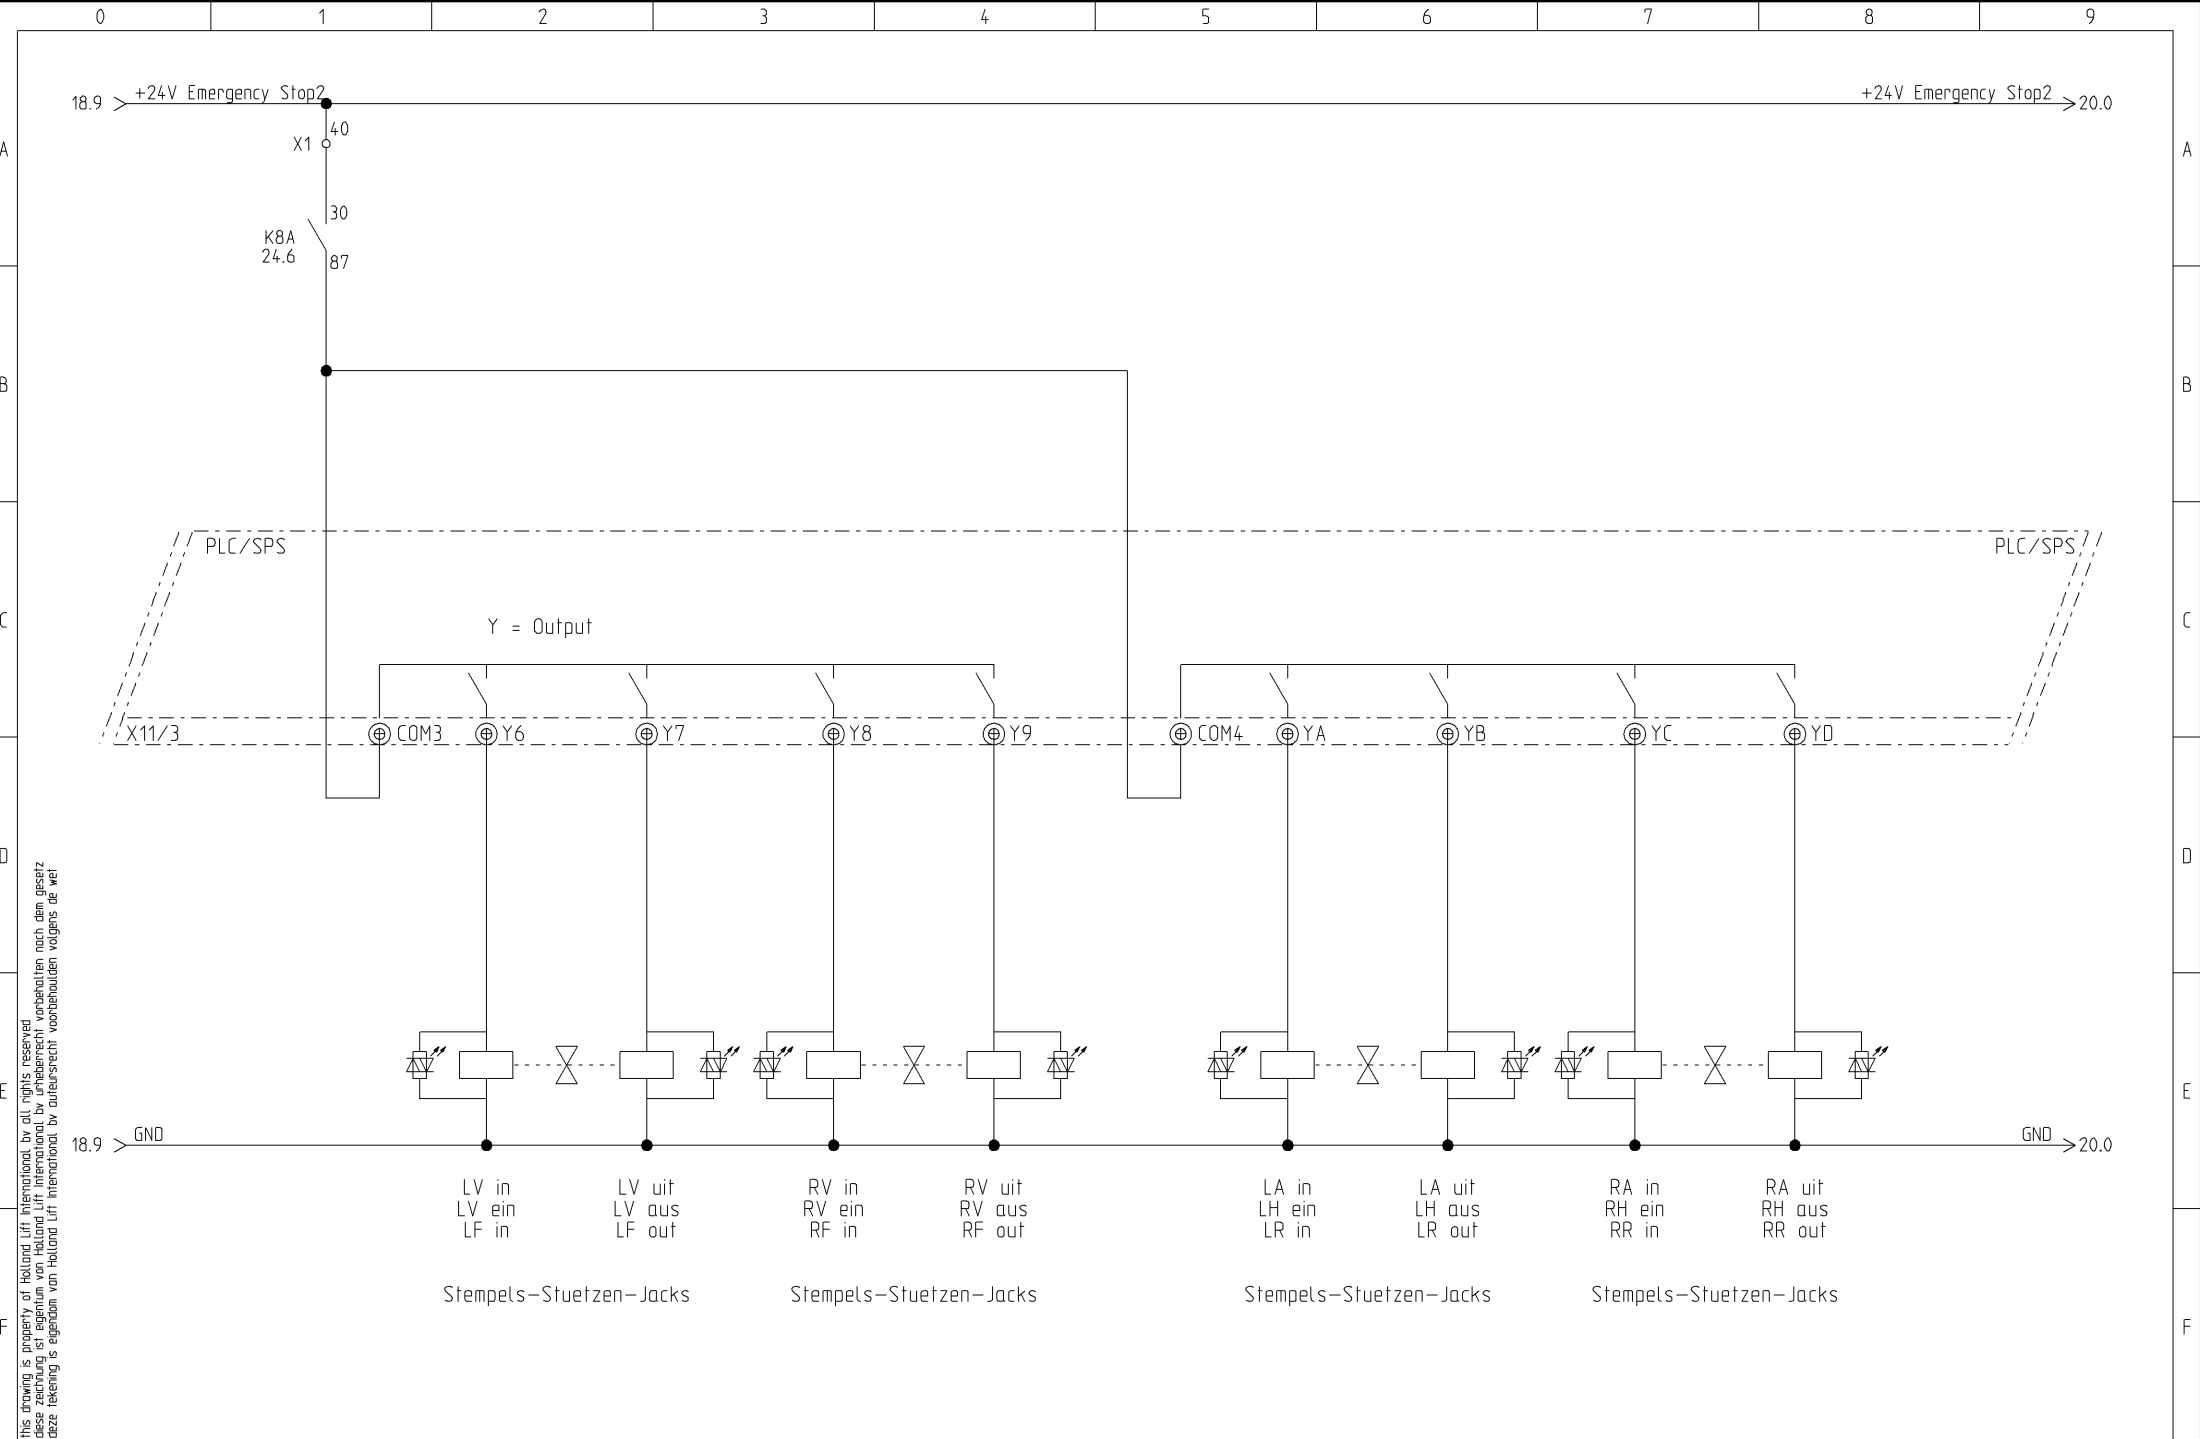 0 1 2 3 4 5 6 7 8 9
+24V Emergency Stop2
18.9
+24V Emergency Stop2
20.0
40
X1
A
A
30
K8A
24.6
87
B
B
PLC/SPS
PLC/SPS
Y = Output
C
C
X11/3
COM3
Y6
Y7
Y8
Y9
COM4
YA
YB
YC
YD
D
D
E
E
18.9
GND
GND
20.0
LV in
LV ein
LF in
LV uit
LV aus
LF out
RV in
RV ein
RF in
RV uit
RV aus
RF out
LA in
LH ein
LR in
LA uit
LH aus
LR out
RA in
RH ein
RR in
RA uit
RH aus
RR out
Stempels-Stuetzen-Jacks
Stempels-Stuetzen-Jacks
Stempels-Stuetzen-Jacks
Stempels-Stuetzen-Jacks
F
F
this drawing is property of Holland Lift International bv all rights reserved
diese zeichnung ist eigentum von Holland Lift International bv urheberrecht vorbehalten nach dem gesetz
deze tekening is eigendom van Holland Lift International bv auteursrecht voorbehoulden volgens de wet